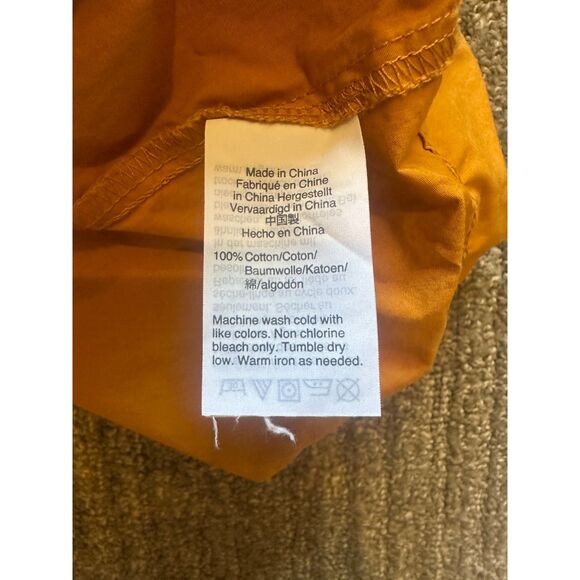 Made in China
Fabriqué en Chine
in China Hergestellt
Vervaardigd in China
中国製
Hecho en China
100% Cotton/Coton/
Baumwolle/Katoen/
綿/algodón
Machine wash cold with
like colors. Non chlorine
bleach only. Tumble dry
low. Warm iron as needed.